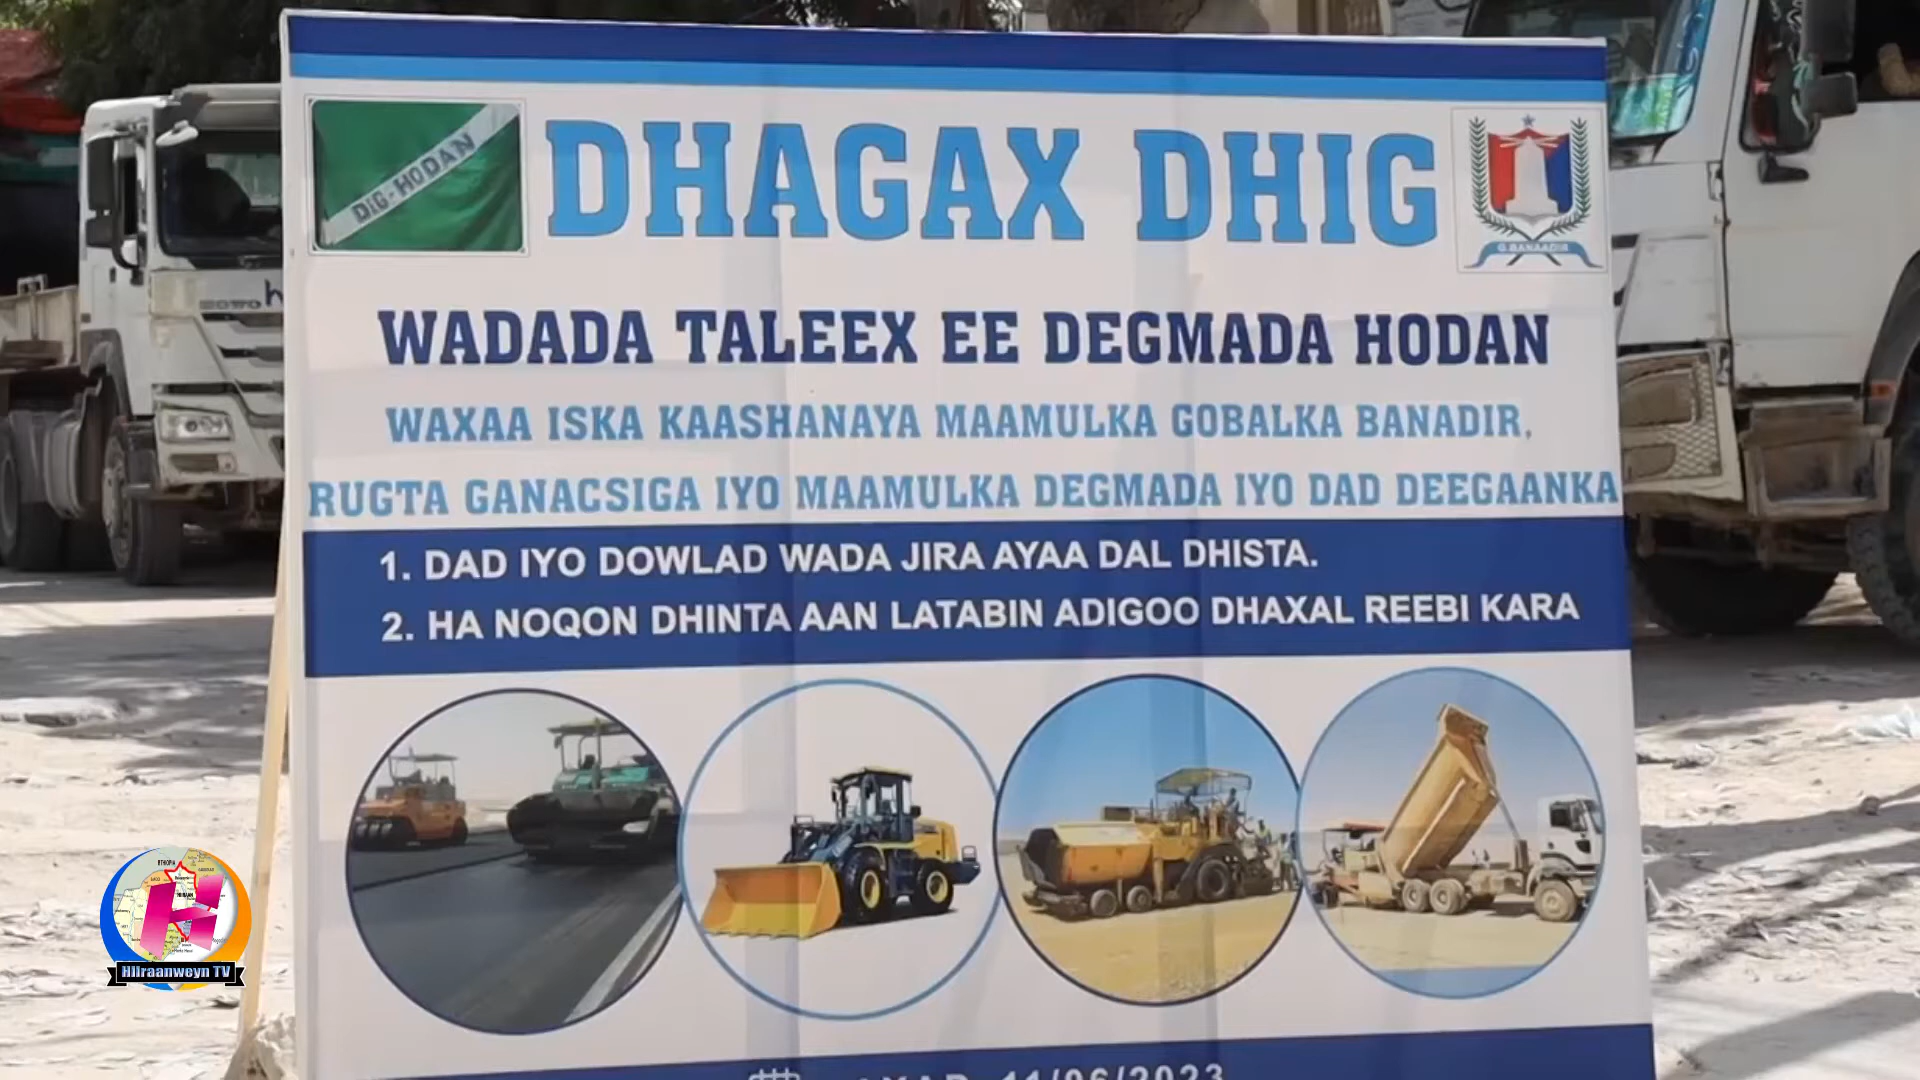 DIG-HODAN
DHAGAX DHIG
G.BANAADIR
WADADA TALEEX EE DEGMADA HODAN
WAXAA ISKA KAASHANAYA MAAMULKA GOBALKA BANADIR,
RUGTA GANACSIGA IYO MAAMULKA DEGMADA IYO DAD DEEGAANKA
1. DAD IYO DOWLAD WADA JIRA AYAA DAL DHISTA.
2. HA NOQON DHINTA AAN LATABIN ADIGOO DHAXAL REEBI KARA
11/06/2023
HIIraanweyn TV